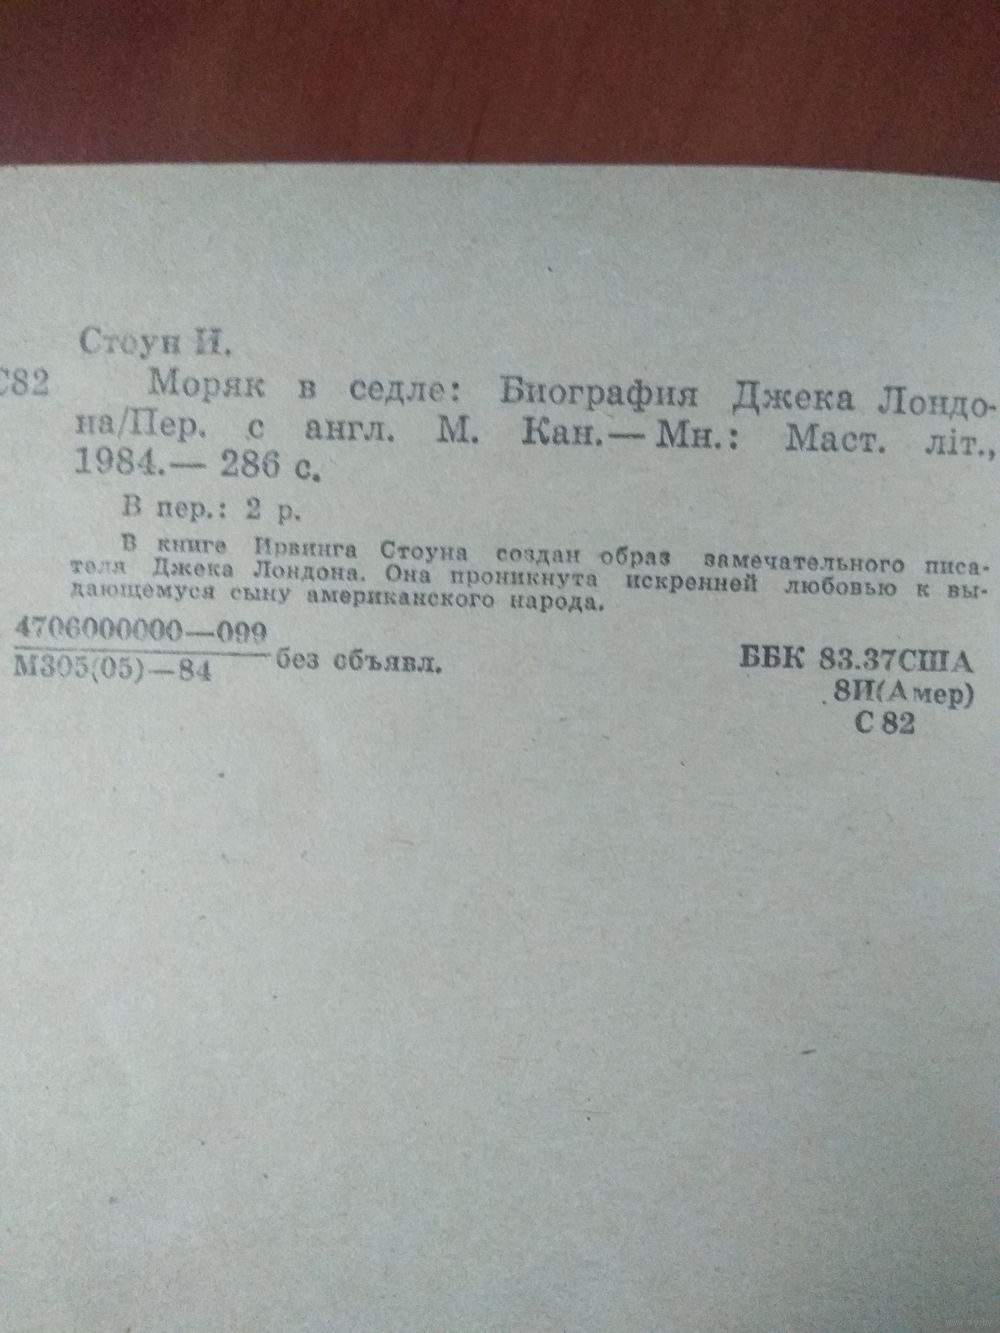 Стоун И.
С82 Моряк в седле: Биография Джека Лондо-
на/Пер. с англ. М. Кан.— Мн.: Маст. літ.,
1984.— 286 с.
В пер.: 2 р.
В книге Ирвинга Стоуна создан образ замечательного писа-
теля Джека Лондона. Она проникнута искренней любовью к вы-
дающемуся сыну американского народа.
4706000000—099
М305(05)—84
без объявл.
ББК 83.37США
8И(Амер)
С 82